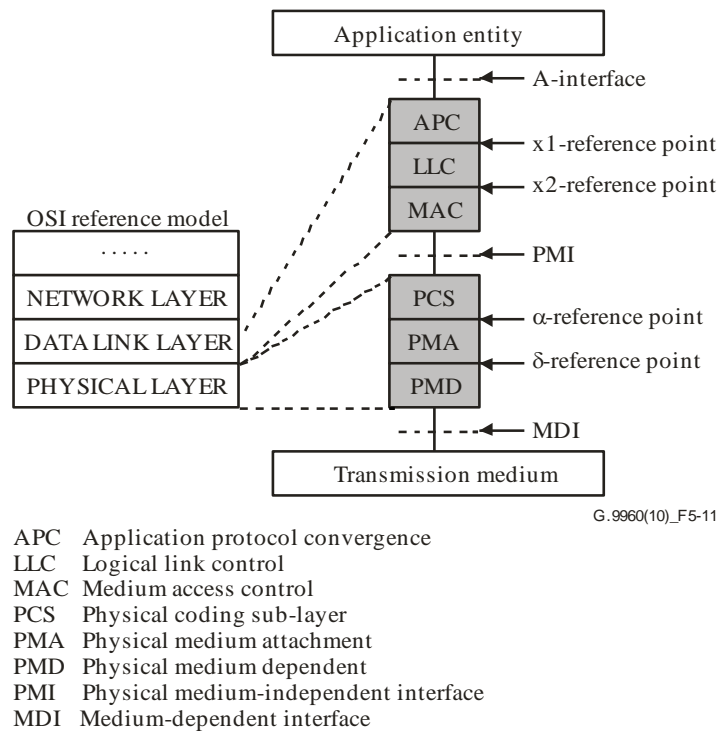 Application entity
A-interface
APC
x1-reference point
LLC
x2-reference point
MAC
OSI reference model
. . . . .
PMI
NETWORK LAYER
PCS
α-reference point
DATA LINK LAYER
PMA
δ-reference point
PHYSICAL LAYER
PMD
MDI
Transmission medium
G.9960(10)_F5-11
APC Application protocol convergence
LLC Logical link control
MAC Medium access control
PCS Physical coding sub-layer
PMA Physical medium attachment
PMD Physical medium dependent
PMI Physical medium-independent interface
MDI Medium-dependent interface